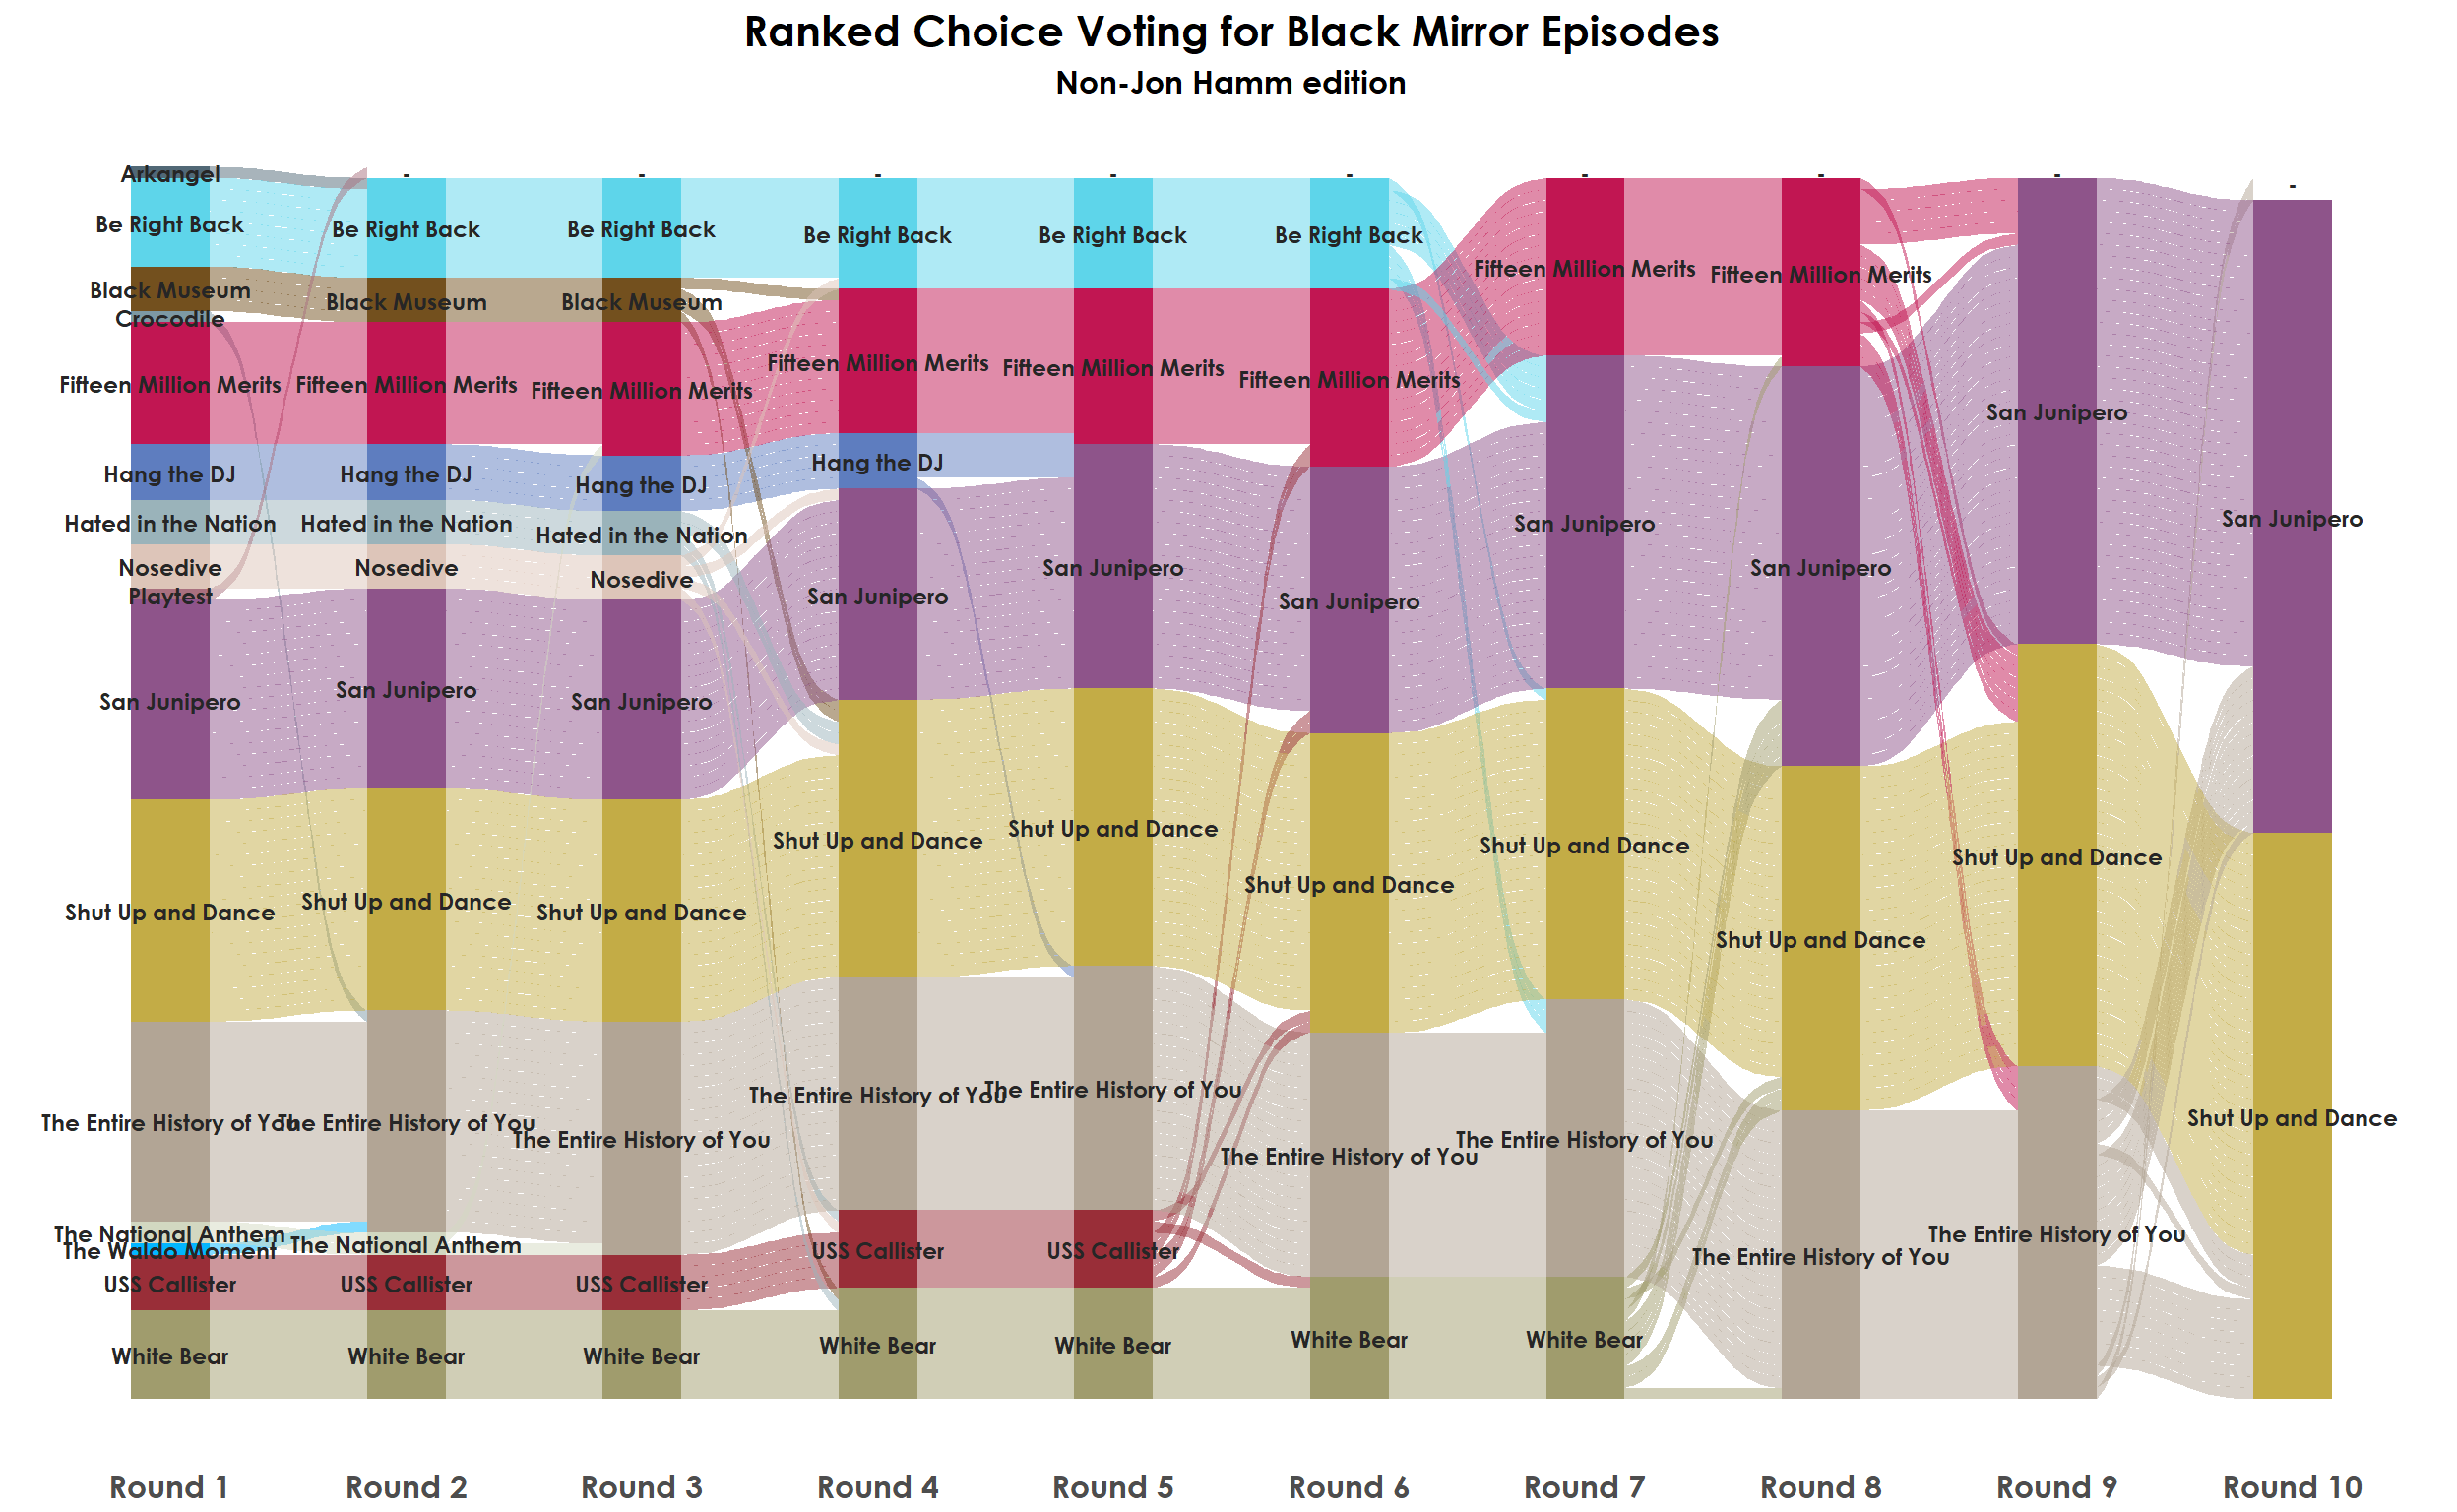 Ranked Choice Voting for Black Mirror Episodes
Non-Jon Hamm edition
Arkangel
Be Right Back
Black Museum
Crocodile
Fifteen Million Merits
Hang the DJ
Hated in the Nation
Nosedive
Playtest
San Junipero
Shut Up and Dance
The Entire History of You
The National Anthem
The Waldo Moment
USS Callister
White Bear
-
Be Right Back
Black Museum
Fifteen Million Merits
Hang the DJ
Hated in the Nation
Nosedive
San Junipero
Shut Up and Dance
The Entire History of You
The National Anthem
USS Callister
White Bear
-
Be Right Back
Black Museum
Fifteen Million Merits
Hang the DJ
Hated in the Nation
Nosedive
San Junipero
Shut Up and Dance
The Entire History of You
USS Callister
White Bear
-
Be Right Back
Fifteen Million Merits
Hang the DJ
San Junipero
Shut Up and Dance
The Entire History of You
USS Callister
White Bear
-
Be Right Back
Fifteen Million Merits
San Junipero
Shut Up and Dance
The Entire History of You
USS Callister
White Bear
-
Be Right Back
Fifteen Million Merits
San Junipero
Shut Up and Dance
The Entire History of You
White Bear
-
Fifteen Million Merits
San Junipero
Shut Up and Dance
The Entire History of You
White Bear
-
Fifteen Million Merits
San Junipero
Shut Up and Dance
The Entire History of You
-
San Junipero
Shut Up and Dance
The Entire History of You
-
San Junipero
Shut Up and Dance
Round 1
Round 2
Round 3
Round 4
Round 5
Round 6
Round 7
Round 8
Round 9
Round 10